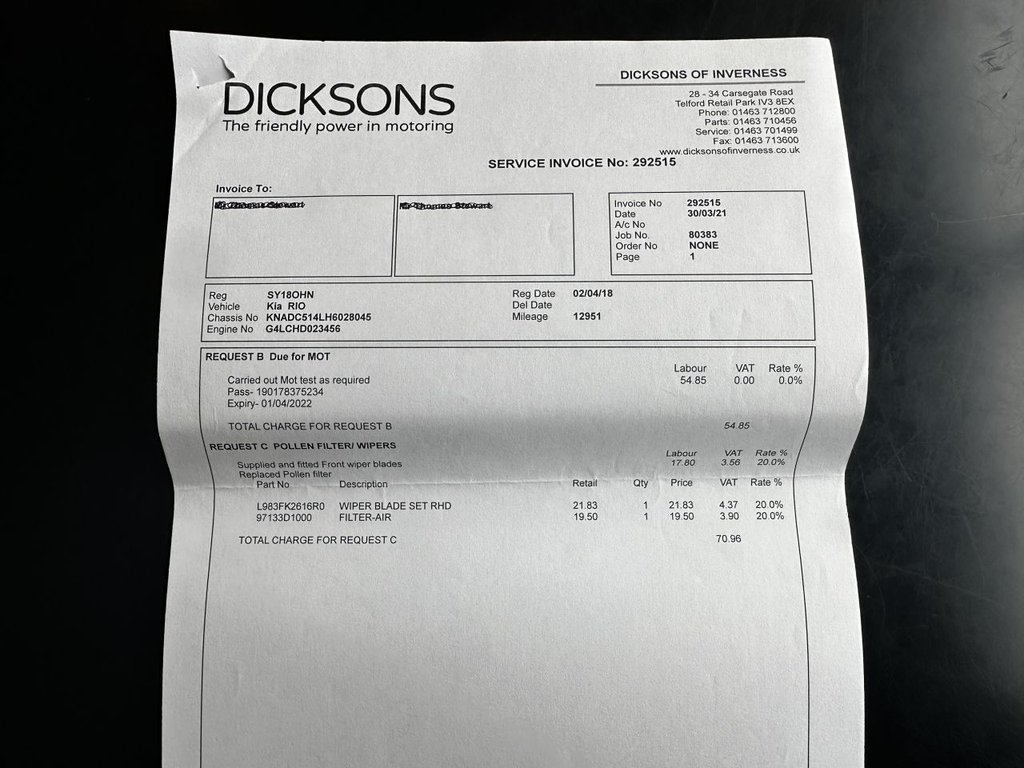 DICKSONS
The friendly power in motoring
DICKSONS OF INVERNESS
28 - 34 Carsegate Road
Telford Retail Park IV3 8EX
Phone: 01463 712800
Parts: 01463 710456
Service: 01463 701499
Fax: 01463 713600
www.dicksonsofinverness.co.uk
SERVICE INVOICE No: 292515
Invoice To:
Invoice No 292515
Date 30/03/21
A/c No
Job No. 80383
Order No NONE
Page 1
Reg SY18OHN Reg Date 02/04/18
Vehicle Kia RIO Del Date
Chassis No KNADC514LH6028045 Mileage 12951
Engine No G4LCHD023456
REQUEST B Due for MOT
Labour VAT Rate %
Carried out Mot test as required 54.85 0.00 0.0%
Pass- 190178375234
Expiry- 01/04/2022
TOTAL CHARGE FOR REQUEST B 54.85
REQUEST C POLLEN FILTER/ WIPERS
Labour VAT Rate %
Supplied and fitted Front wiper blades 17.80 3.56 20.0%
Replaced Pollen filter
Part No Description Retail Qty Price VAT Rate %
L983FK2616R0 WIPER BLADE SET RHD 21.83 1 21.83 4.37 20.0%
97133D1000 FILTER-AIR 19.50 1 19.50 3.90 20.0%
TOTAL CHARGE FOR REQUEST C 70.96